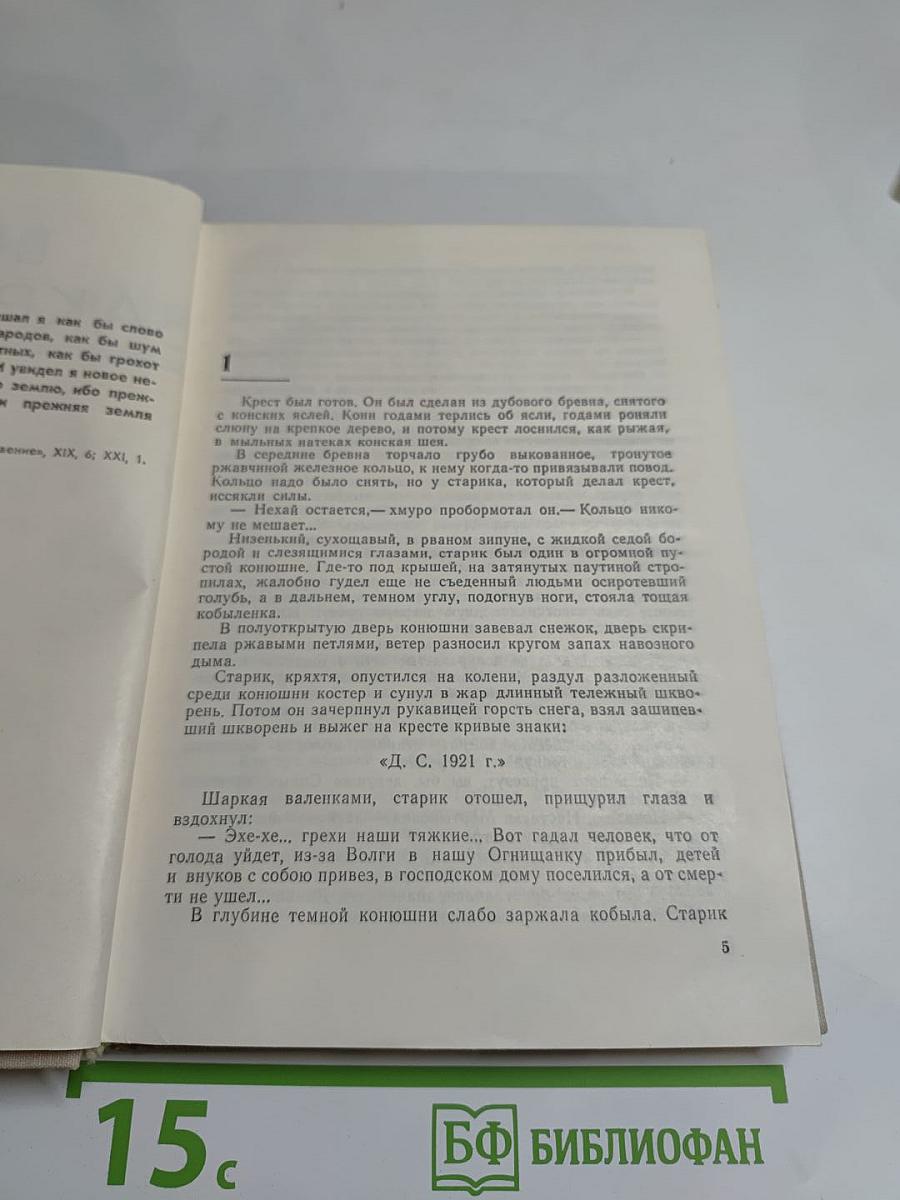 шал я как бы слово
ародов, как бы шум
тных, как бы грохот
И увидел я новое не-
ю землю, ибо преж-
и прежняя земля
вение», XIX, 6; XXI, 1.
1
Крест был готов. Он был сделан из дубового бревна, снятого
с конских яслей. Кони годами терлись об ясли, годами роняли
слюну на крепкое дерево, и потому крест лоснился, как рыжая,
в мыльных натеках конская шея.
В середине бревна торчало грубо выкованное, тронутое
ржавчиной железное кольцо, к нему когда-то привязывали повод.
Кольцо надо было снять, но у старика, который делал крест,
иссякли силы.
— Нехай остается,— хмуро пробормотал он.— Кольцо нико-
му не мешает...
Низенький, сухощавый, в рваном зипуне, с жидкой седой бо-
родой и слезящимися глазами, старик был один в огромной пу-
стой конюшне. Где-то под крышей, на затянутых паутиной стро-
пилах, жалобно гудел еще не съеденный людьми осиротевший
голубь, а в дальнем, темном углу, подогнув ноги, стояла тощая
кобыленка.
В полуоткрытую дверь конюшни завевал снежок, дверь скри-
пела ржавыми петлями, ветер разносил кругом запах навозного
дыма.
Старик, кряхтя, опустился на колени, раздул разложенный
среди конюшни костер и сунул в жар длинный тележный шкво-
рень. Потом он зачерпнул рукавицей горсть снега, взял зашипев-
ший шкворень и выжег на кресте кривые знаки:
«Д. С. 1921 г.»
Шаркая валенками, старик отошел, прищурил глаза и
вздохнул:
— Эхе-хе... грехи наши тяжкие... Вот гадал человек, что от
голода уйдет, из-за Волги в нашу Огнищанку прибыл, детей
и внуков с собою привез, в господском дому поселился, а от смер-
ти не ушел...
В глубине темной конюшни слабо заржала кобыла. Старик
5
15 с
БФ БИБЛИОФАН